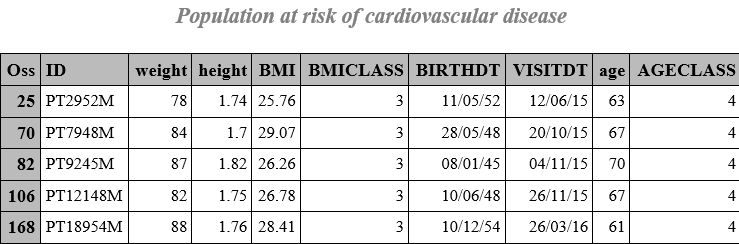 Population at risk of cardiovascular disease
Oss ID weight height BMI BMICLASS BIRTHDT VISITDT age AGECLASS
25 PT2952M 78 1.74 25.76 3 11/05/52 12/06/15 63 4
70 PT7948M 84 1.7 29.07 3 28/05/48 20/10/15 67 4
82 PT9245M 87 1.82 26.26 3 08/01/45 04/11/15 70 4
106 PT12148M 82 1.75 26.78 3 10/06/48 26/11/15 67 4
168 PT18954M 88 1.76 28.41 3 10/12/54 26/03/16 61 4